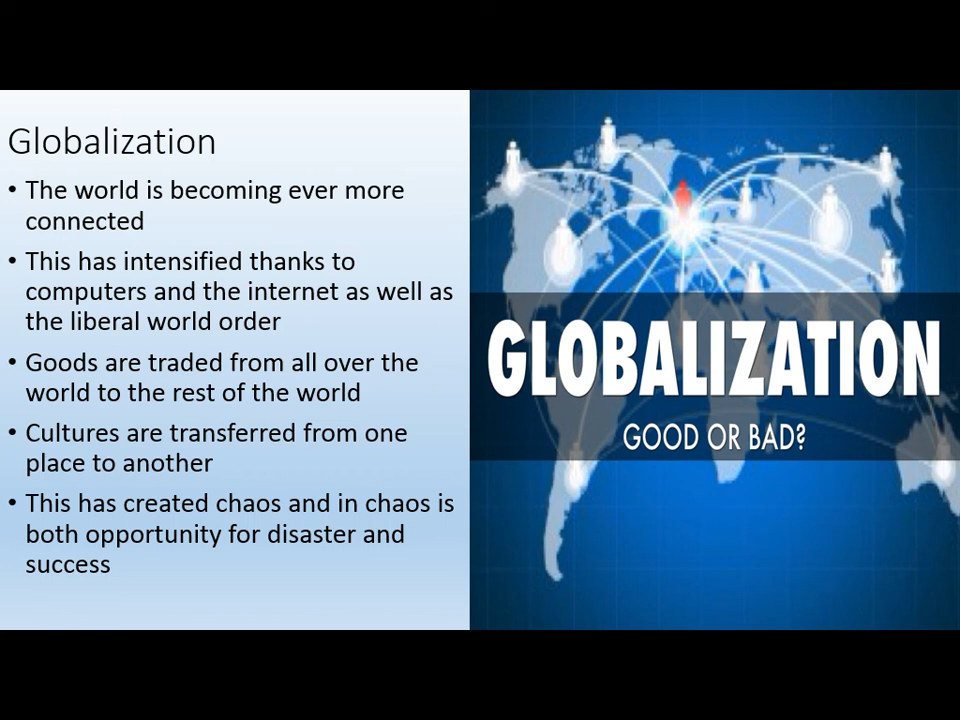 Globalization
• The world is becoming ever more
connected
• This has intensified thanks to
computers and the internet as well as
the liberal world order
• Goods are traded from all over the
world to the rest of the world
• Cultures are transferred from one
place to another
• This has created chaos and in chaos is
both opportunity for disaster and
success
GLOBALIZATION
GOOD OR BAD?